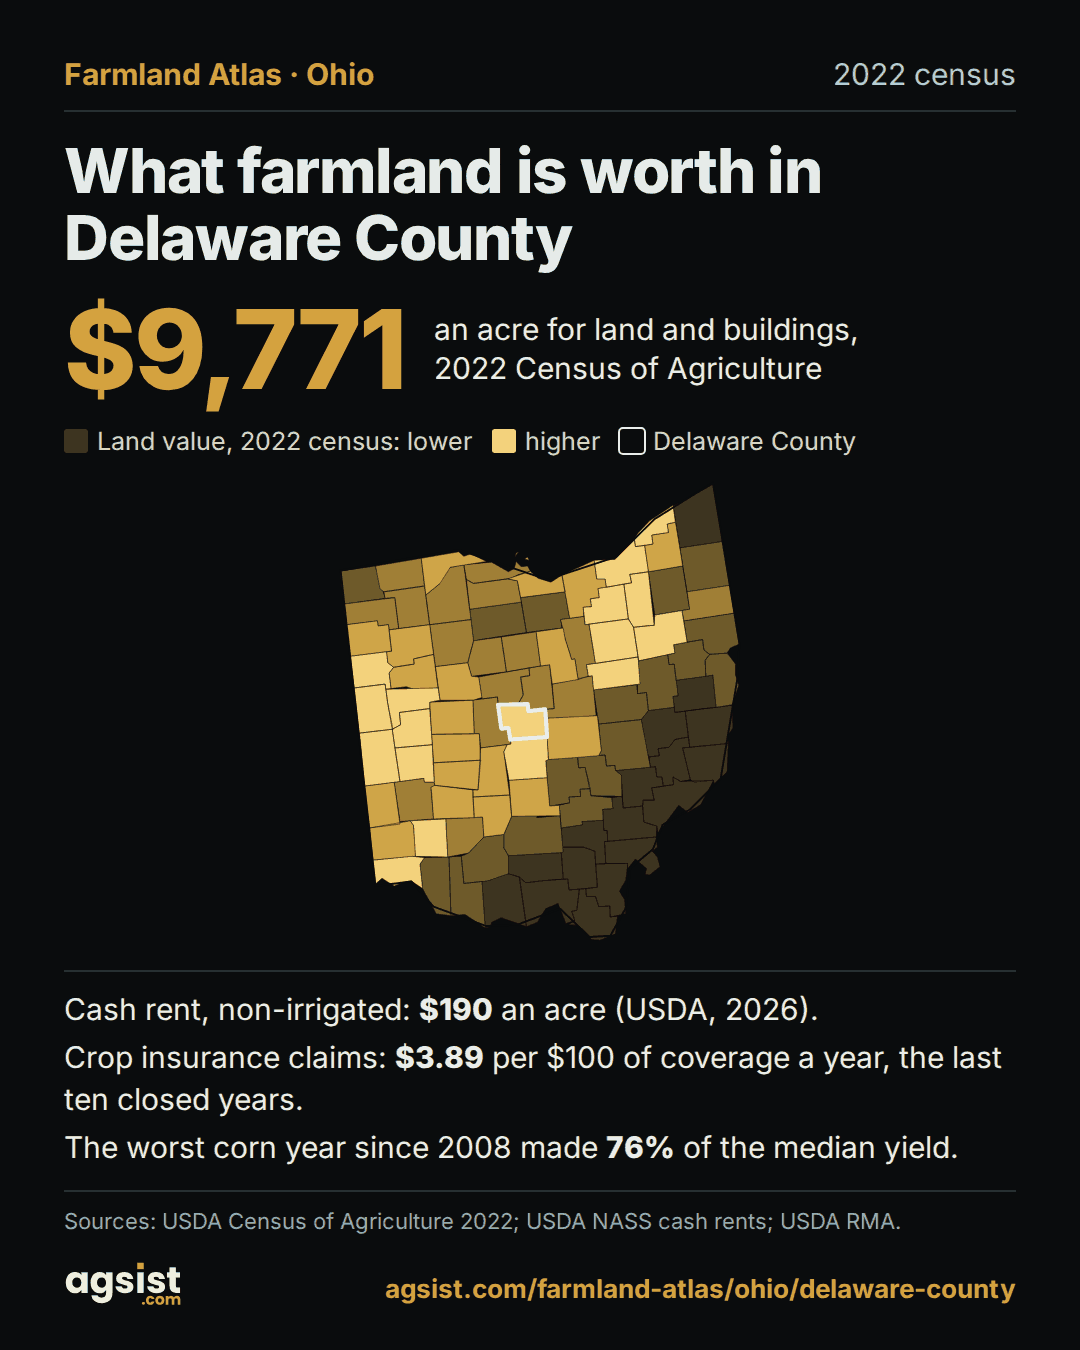 Farmland Atlas · Ohio
2022 census
What farmland is worth in
Delaware County
$9,771
an acre for land and buildings,
2022 Census of Agriculture
Land value, 2022 census: lower
higher
Delaware County
Cash rent, non-irrigated: $190 an acre (USDA, 2026).
Crop insurance claims: $3.89 per $100 of coverage a year, the last
ten closed years.
The worst corn year since 2008 made 76% of the median yield.
Sources: USDA Census of Agriculture 2022; USDA NASS cash rents; USDA RMA.
agsist
.com
agsist.com/farmland-atlas/ohio/delaware-county